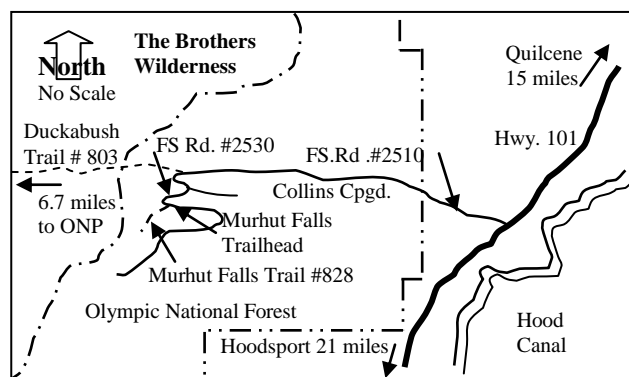 The Brothers
Wilderness
North
No Scale
Quilcene
15 miles
Duckabush
Trail # 803
FS Rd. #2530
FS.Rd .#2510
Hwy. 101
6.7 miles
to ONP
Collins Cpgd.
Murhut Falls
Trailhead
Murhut Falls Trail #828
Olympic National Forest
Hoodsport 21 miles
Hood
Canal